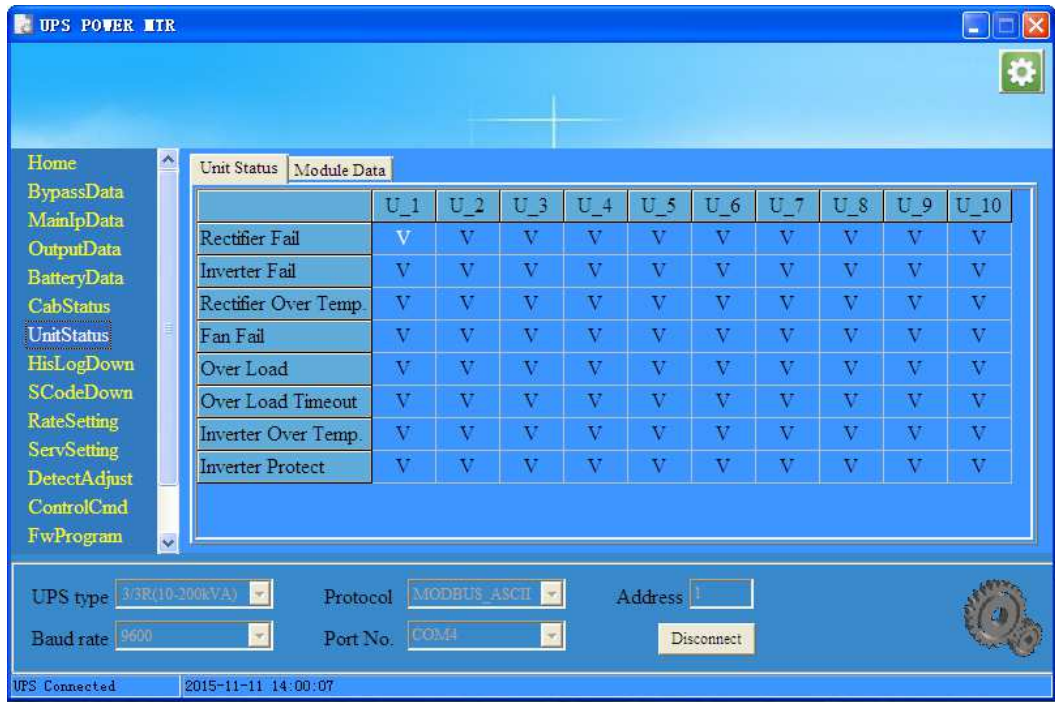 UPS POWER MTR
Home
BypassData
MainIpData
OutputData
BatteryData
CabStatus
UnitStatus
HisLogDown
SCodeDown
RateSetting
ServSetting
DetectAdjust
ControlCmd
FwProgram
Unit Status Module Data
U_1 U_2 U_3 U_4 U_5 U_6 U_7 U_8 U_9 U_10
Rectifier Fail V V V V V V V V V V
Inverter Fail V V V V V V V V V V
Rectifier Over Temp. V V V V V V V V V V
Fan Fail V V V V V V V V V V
Over Load V V V V V V V V V V
Over Load Timeout V V V V V V V V V V
Inverter Over Temp. V V V V V V V V V V
Inverter Protect V V V V V V V V V V
UPS type 3/3R(10-200kVA) Protocol MODBUS_ASCII Address 1
Baud rate 9600 Port No. COM4 Disconnect
UPS Connected 2015-11-11 14:00:07